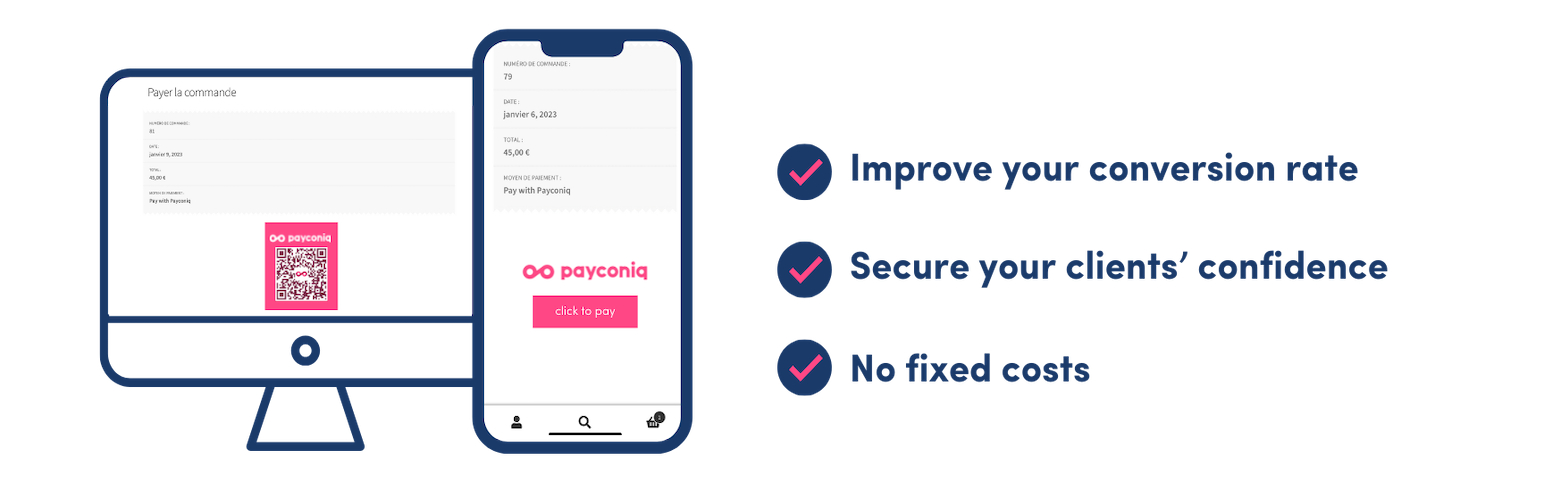 Payer la commande
NUMÉRO DE COMMANDE :
81
DATE :
janvier 9, 2023
TOTAL :
45,00 €
MOYEN DE PAIEMENT :
Pay with Payconiq
payconiq
NUMÉRO DE COMMANDE :
79
DATE :
janvier 6, 2023
TOTAL :
45,00 €
MOYEN DE PAIEMENT :
Pay with Payconiq
payconiq
click to pay
Improve your conversion rate
Secure your clients’ confidence
No fixed costs